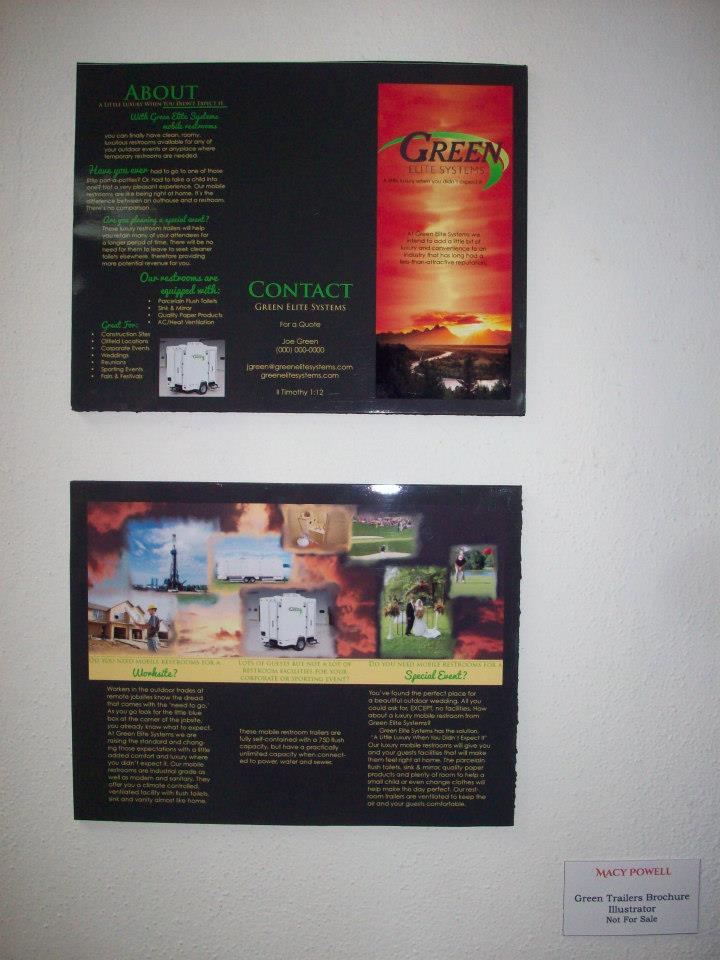 ABOUT
A LITTLE LUXURY WHEN YOU DIDN'T EXPECT IT.
With Green Elite Systems
mobile restrooms
you can finally have clean, roomy,
luxurious restrooms available for any of
your outdoor events or anyplace where
temporary restrooms are needed.
Have you ever had to go to one of those
little port-a-potties? Or had to take a child into
one? Not a very pleasant experience. Our mobile
restrooms are like being right at home. It's the
difference between an outhouse and a restroom.
There's no comparison.
Are you planning a special event?
These luxury restroom trailers will help
you retain many of your attendees for
a longer period of time. There will be no
need for them to leave to seek cleaner
toilets elsewhere, therefore providing
more potential revenue for you.
Our restrooms are
equipped with:
• Porcelain Flush Toilets
• Sink & Mirror
• Quality Paper Products
• AC/Heat Ventilation
Great For:
• Construction Sites
• Oilfield Locations
• Corporate Events
• Weddings
• Reunions
• Sporting Events
• Fairs & Festivals
CONTACT
GREEN ELITE SYSTEMS
For a Quote
Joe Green
(000) 000-0000
jgreen@greenelitesystems.com
greenelitesystems.com
II Timothy 1:12
GREEN
ELITE SYSTEMS
A little luxury when you didn't expect it
At Green Elite Systems we
intend to add a little bit of
luxury and convenience to an
industry that has long had a
less-than-attractive reputation.
DO YOU NEED MOBILE RESTROOMS FOR A
Worksite?
Workers in the outdoor trades at
remote jobsites know the dread
that comes with the 'need to go.'
As you go look for the little blue
box at the corner of the jobsite,
you already know what to expect.
At Green Elite Systems we are
raising the standard and chang-
ing those expectations with a little
added comfort and luxury where
you didn't expect it. Our mobile
restrooms are industrial grade as
well as modern and sanitary. They
offer you a climate controlled,
ventilated facility with flush toilets,
sink and vanity almost like home.
LOTS OF GUESTS BUT NOT A LOT OF
RESTROOM FACILITIES FOR YOUR
CORPORATE OR SPORTING EVENT?
These mobile restroom trailers are
fully self-contained with a 750 flush
capacity, but have a practically
unlimited capacity when connect-
ed to power, water and sewer.
DO YOU NEED MOBILE RESTROOMS FOR A
Special Event?
You've found the perfect place for
a beautiful outdoor wedding. All you
could ask for, EXCEPT, no facilities. How
about a luxury mobile restroom from
Green Elite Systems?
Green Elite Systems has the solution.
"A Little Luxury When You Didn't Expect It"
Our luxury mobile restrooms will give you
and your guests facilities that will make
them feel right at home. The porcelain
flush toilets, sink & mirror, quality paper
products and plenty of room to help a
small child or even change clothes will
help make the day perfect. Our rest-
room trailers are ventilated to keep the
air and your guests comfortable.
MACY POWELL
Green Trailers Brochure
Illustrator
Not For Sale